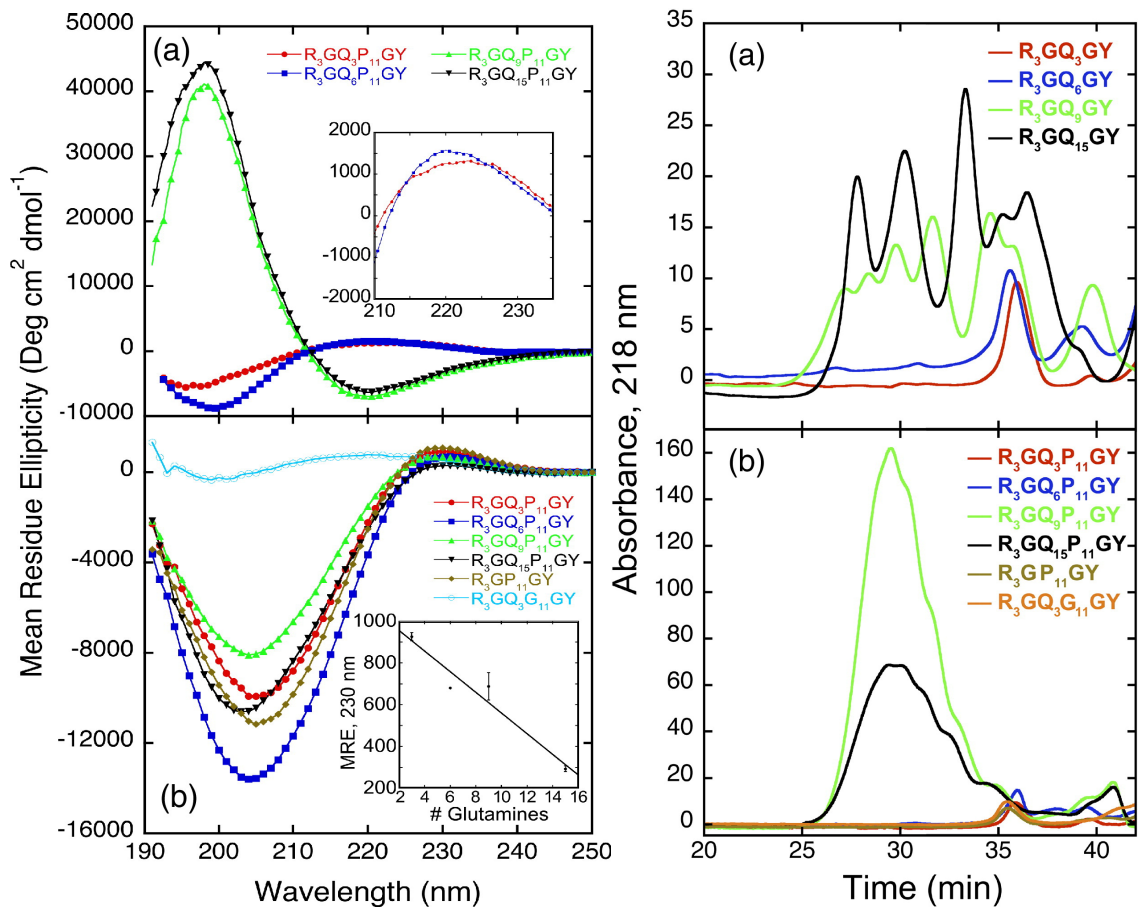 (a)
R3GQ3P11GY
R3GQ9P11GY
R3GQ6P11GY
R3GQ15P11GY
50000
40000
30000
20000
10000
0
-10000
2000
1000
0
-1000
-2000
210
220
230
Mean Residue Ellipticity (Deg cm2 dmol-1)
0
-4000
-8000
-12000
-16000
R3GQ3P11GY
R3GQ6P11GY
R3GQ9P11GY
R3GQ15P11GY
R3GP11GY
R3GQ3G11GY
MRE, 230 nm
1000
800
600
400
200
2 4 6 8 10 12 14 16
# Glutamines
(b)
190 200 210 220 230 240 250
Wavelength (nm)
(a)
R3GQ3GY
R3GQ6GY
R3GQ9GY
R3GQ15GY
35
30
25
20
15
10
5
0
Absorbance, 218 nm
(b)
R3GQ3P11GY
R3GQ6P11GY
R3GQ9P11GY
R3GQ15P11GY
R3GP11GY
R3GQ3G11GY
160
140
120
100
80
60
40
20
0
20 25 30 35 40
Time (min)